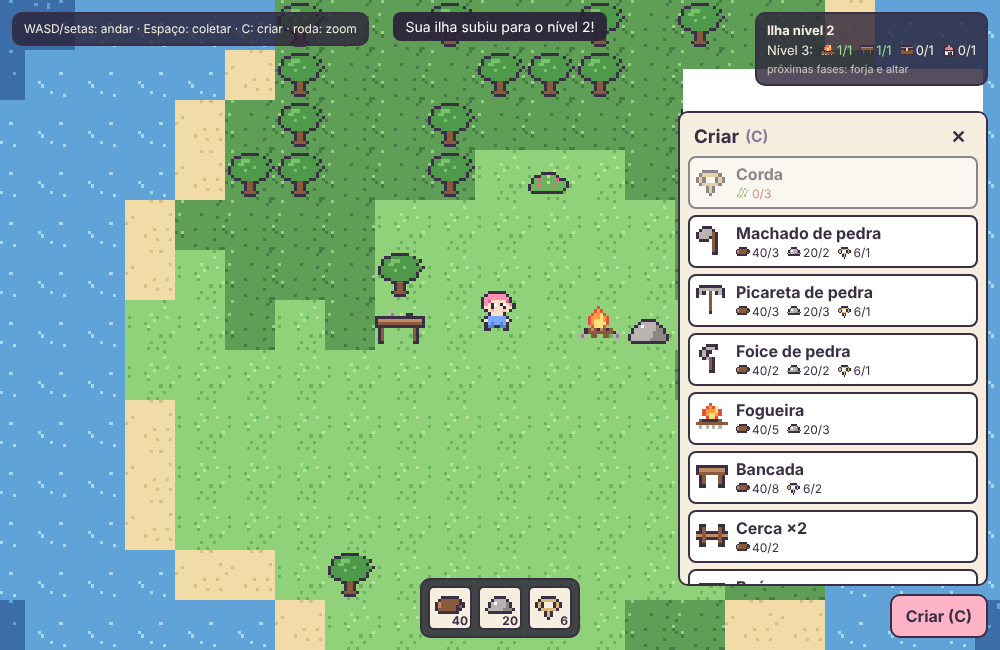 WASD/setas: andar · Espaço: coletar · C: criar · roda: zoom
Sua ilha subiu para o nível 2!
Ilha nível 2
Nível 3: 1/1 1/1 0/1 0/1
próximas fases: forja e altar
Criar (C) ✕
Corda
0/3
Machado de pedra
40/3 20/2 6/1
Picareta de pedra
40/3 20/3 6/1
Foice de pedra
40/2 20/2 6/1
Fogueira
40/5 20/3
Bancada
40/8 6/2
Cerca ×2
40/2
40
20
6
Criar (C)